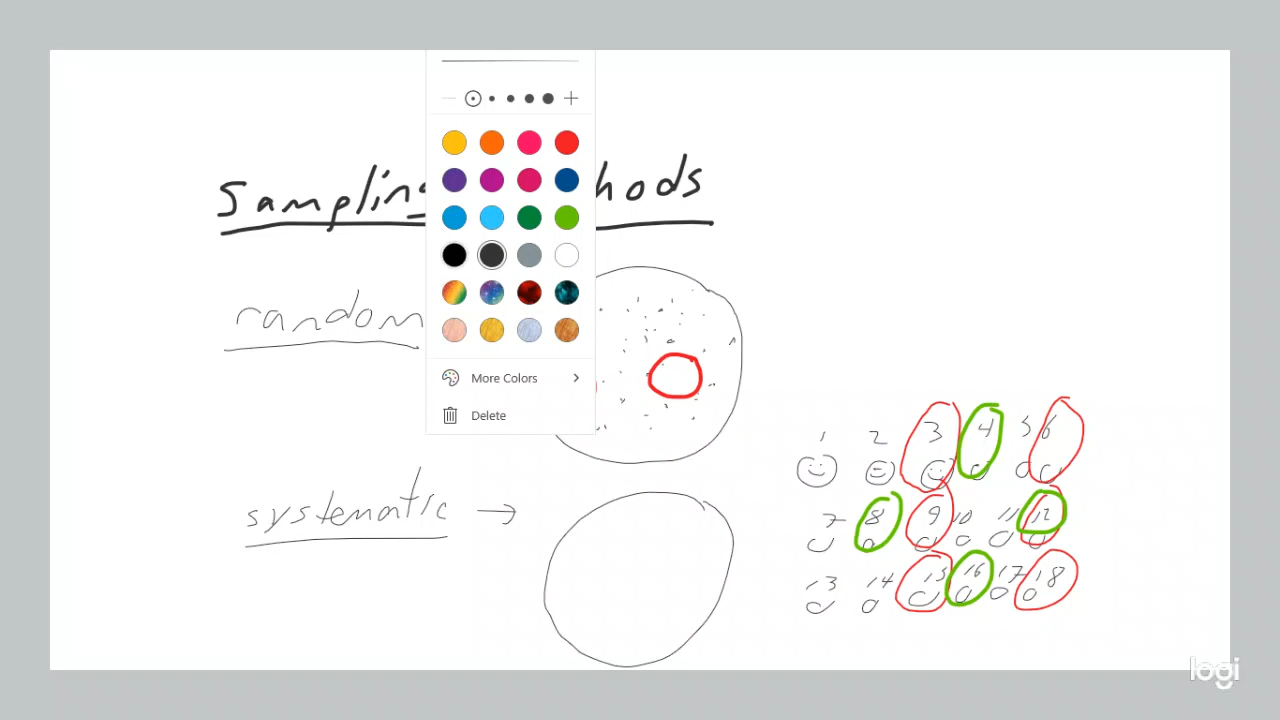 Sampling hods
random
More Colors
Delete
1 2 3 4 5 6
systematic →
7 8 9 10 11 12
13 14 15 16 17 18
logi